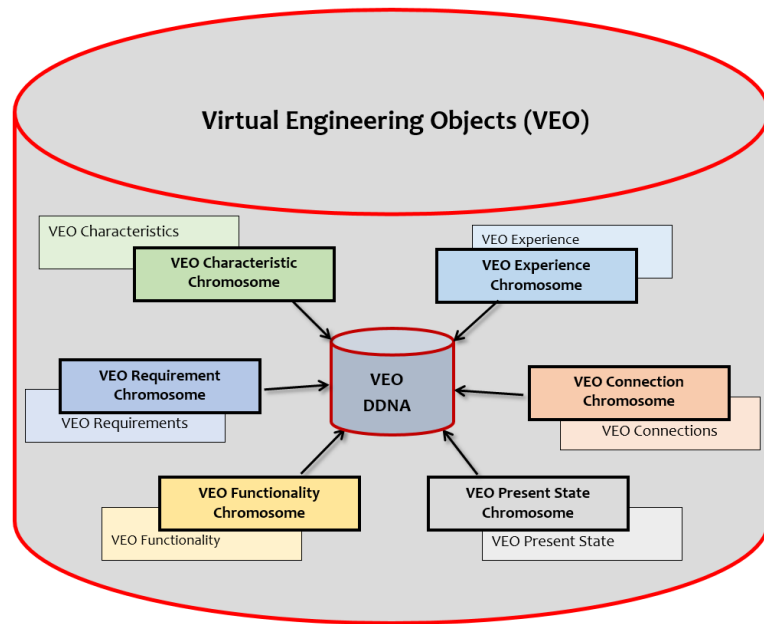 Virtual Engineering Objects (VEO)
VEO Characteristics
VEO Characteristic
Chromosome
VEO Experience
VEO Experience
Chromosome
VEO Requirement
Chromosome
VEO Requirements
VEO
DDNA
VEO Connection
Chromosome
VEO Connections
VEO Functionality
Chromosome
VEO Functionality
VEO Present State
Chromosome
VEO Present State